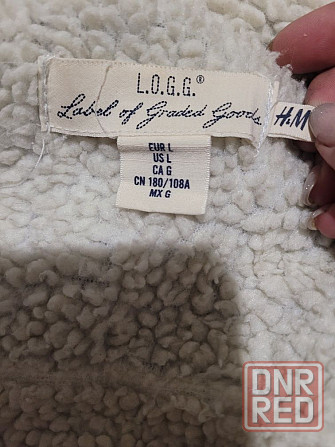 L.O.G.G.®
Label of Graded Goods
H.M
EUR L
US L
CA G
CN 180/108A
MX G
DNR
RED